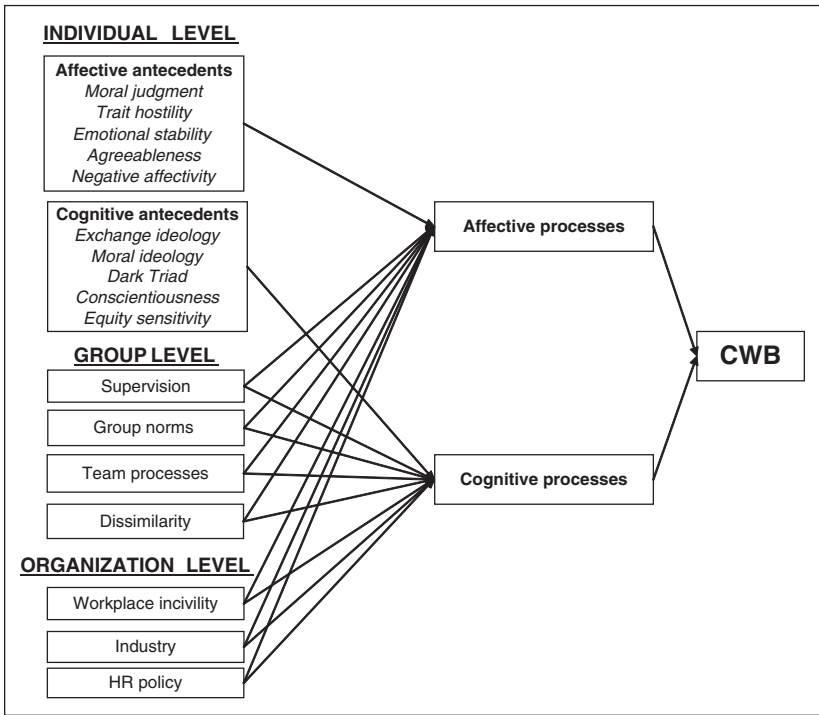 INDIVIDUAL LEVEL
Affective antecedents
Moral judgment
Trait hostility
Emotional stability
Agreeableness
Negative affectivity
Cognitive antecedents
Exchange ideology
Moral ideology
Dark Triad
Conscientiousness
Equity sensitivity
GROUP LEVEL
Supervision
Group norms
Team processes
Dissimilarity
ORGANIZATION LEVEL
Workplace incivility
Industry
HR policy
Affective processes
Cognitive processes
CWB